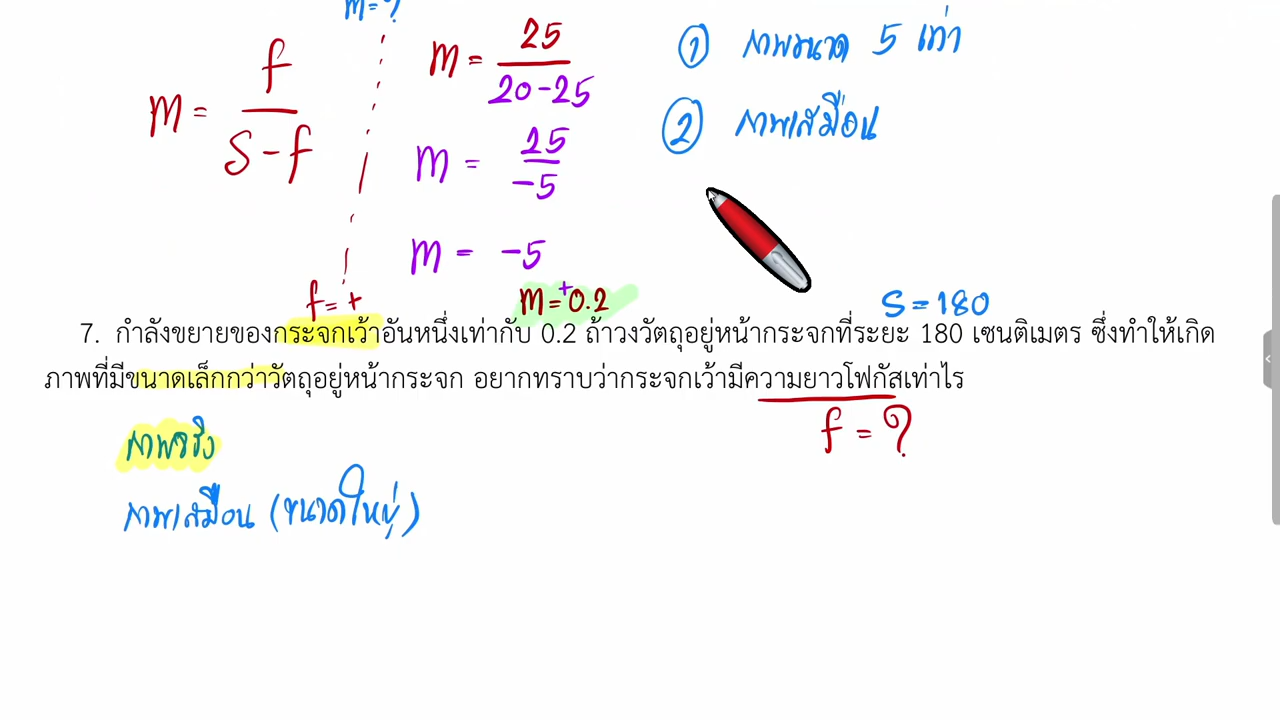 m=?
m = f / s - f
m = 25 / 20-25
m = 25 / -5
m = -5
① ภาพขนาด 5 เท่า
② ภาพเสมือน
f = +
m = +0.2
s = 180
7. กำลังขยายของกระจกเว้าอันหนึ่งเท่ากับ 0.2 ถ้าวงวัตถุอยู่หน้ากระจกที่ระยะ 180 เซนติเมตร ซึ่งทำให้เกิด
ภาพที่มีขนาดเล็กกว่าวัตถุอยู่หน้ากระจก อยากทราบว่ากระจกเว้ามีความยาวโฟกัสเท่าไร
f = ?
ภาพจริง
ภาพเสมือน (ขนาดใหญ่)